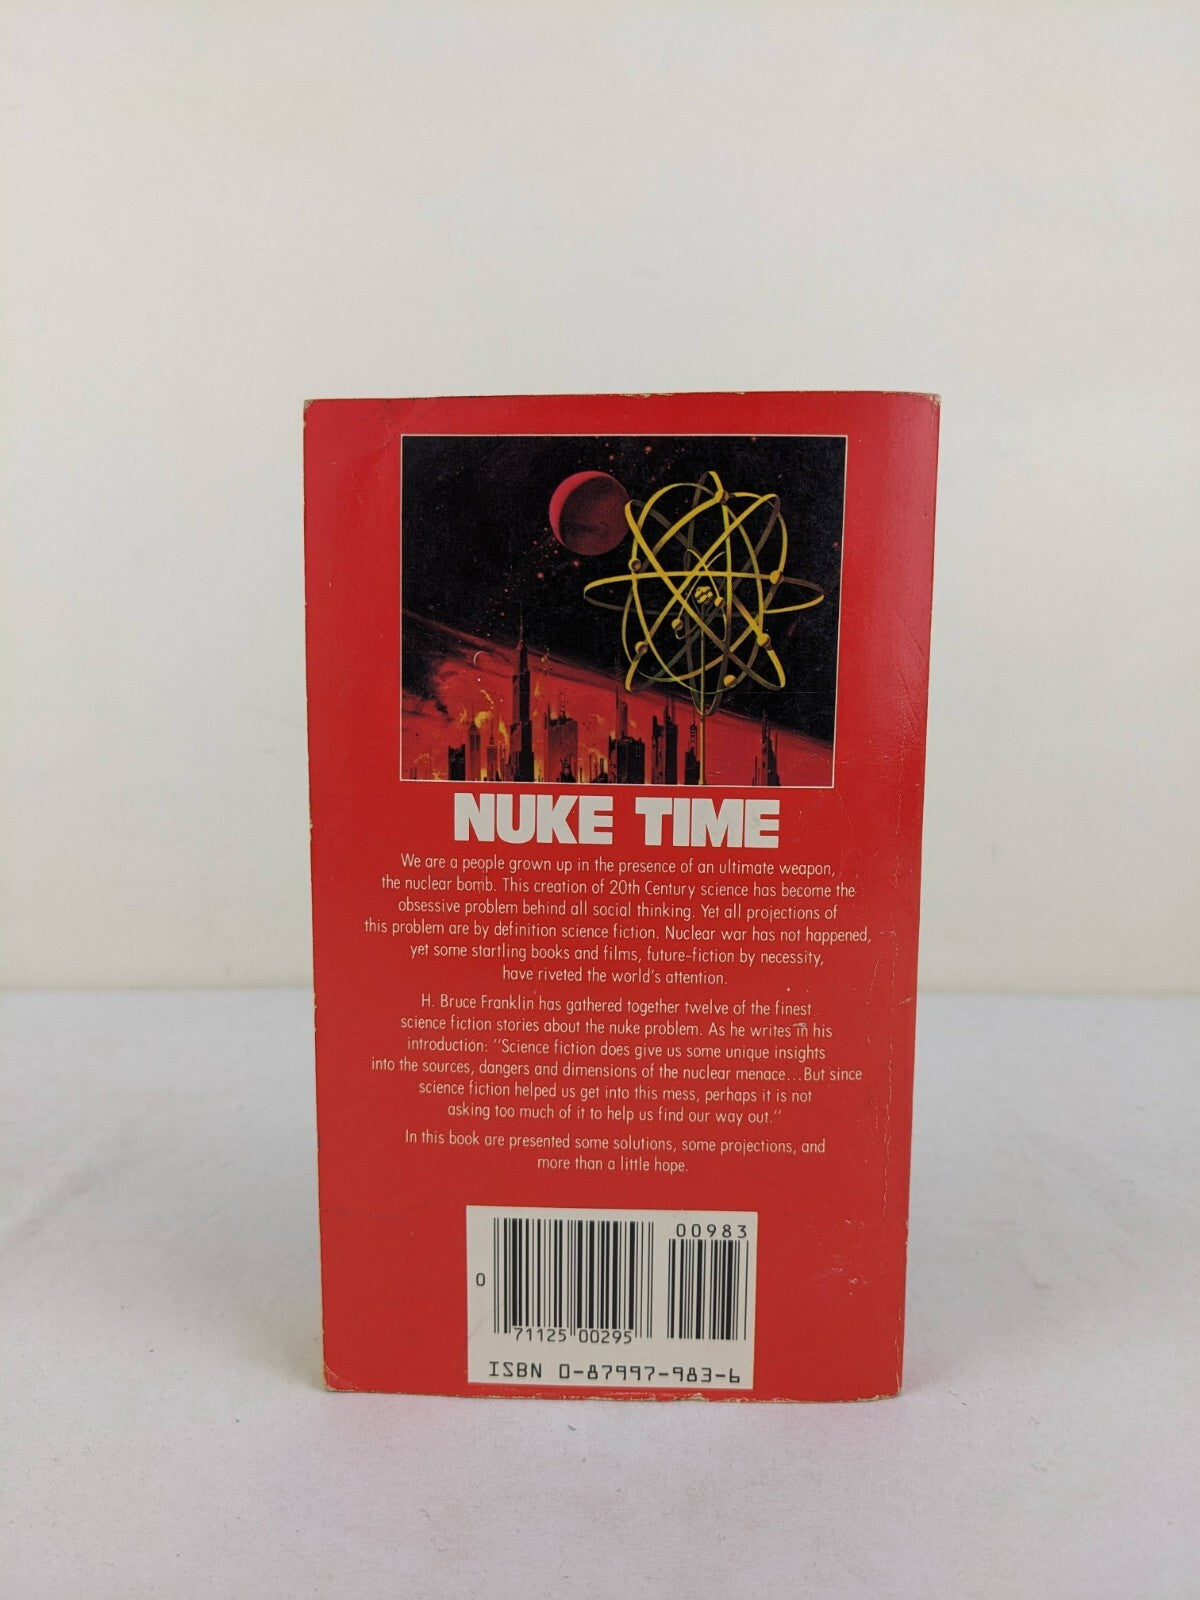 NUKE TIME
We are a people grown up in the presence of an ultimate weapon,
the nuclear bomb. This creation of 20th Century science has become the
obsessive problem behind all social thinking. Yet all projections of
this problem are by definition science fiction. Nuclear war has not happened,
yet some startling books and films, future-fiction by necessity,
have riveted the world's attention.
H. Bruce Franklin has gathered together twelve of the finest
science fiction stories about the nuke problem. As he writes in his
introduction: "Science fiction does give us some unique insights
into the sources, dangers and dimensions of the nuclear menace...But since
science fiction helped us get into this mess, perhaps it is not
asking too much of it to help us find our way out."
In this book are presented some solutions, some projections, and
more than a little hope.
00983
0
71125 00295
ISBN 0-87997-983-6